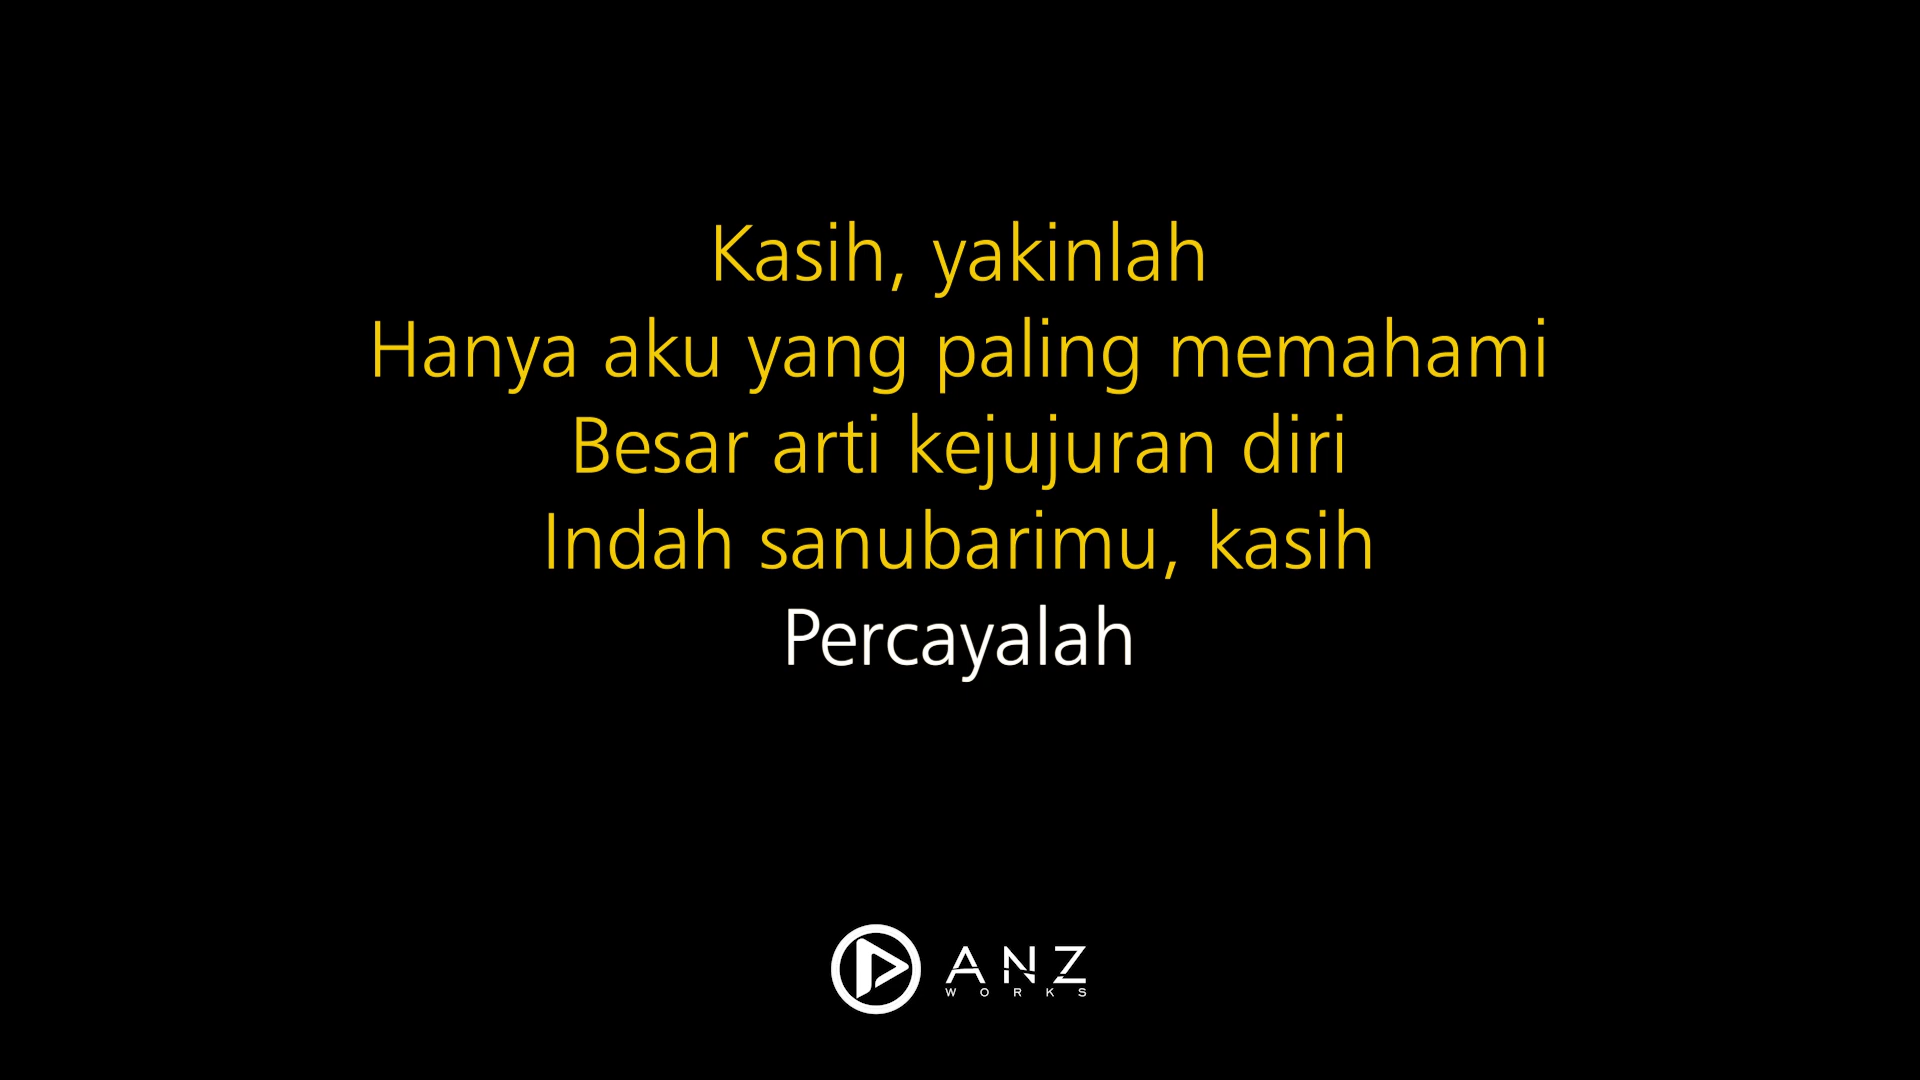 Kasih, yakinlah
Hanya aku yang paling memahami
Besar arti kejujuran diri
Indah sanubarimu, kasih
Percayalah
ANZ
WORKS